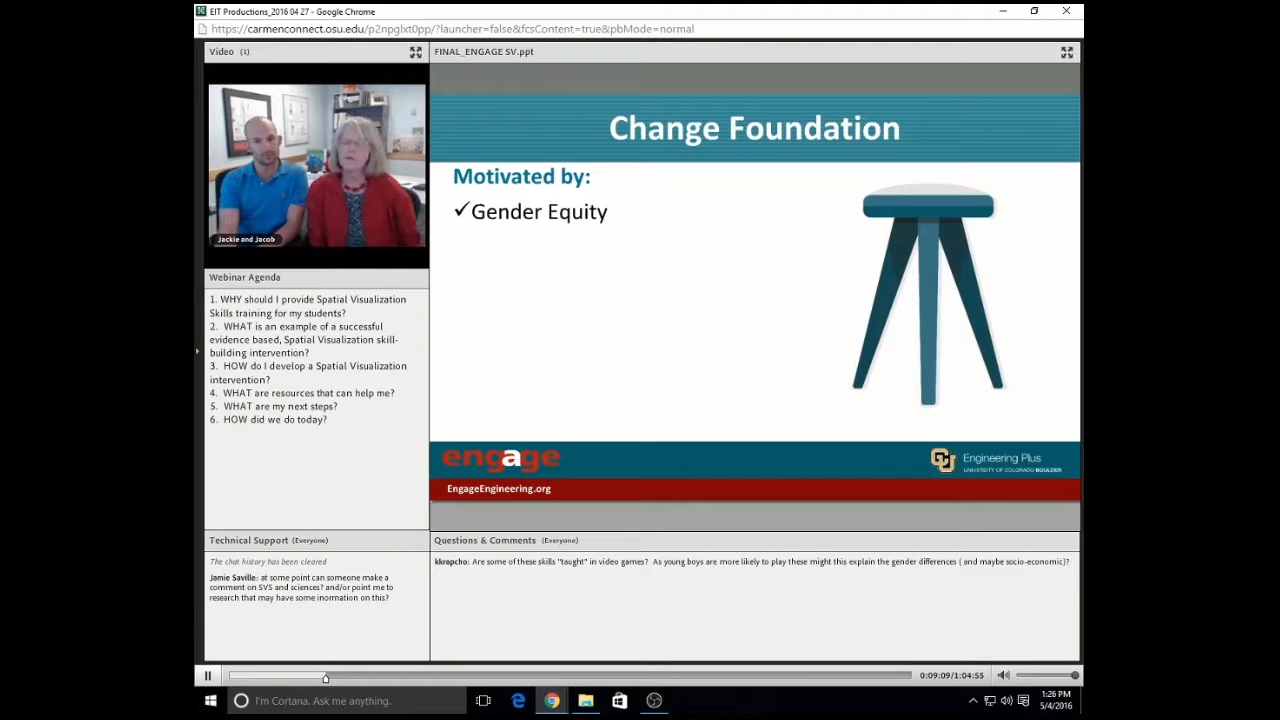 EIT Productions_2016 04 27 - Google Chrome
https://carmenconnect.osu.edu/p2npglxt0pp/?launcher=false&fcsContent=true&pbMode=normal
Video (1)
Jackie and Jacob
Webinar Agenda
1. WHY should I provide Spatial Visualization
Skills training for my students?
2. WHAT is an example of a successful
evidence based, Spatial Visualization skill-
building intervention?
3. HOW do I develop a Spatial Visualization
intervention?
4. WHAT are resources that can help me?
5. WHAT are my next steps?
6. HOW did we do today?
FINAL_ENGAGE SV.ppt
Change Foundation
Motivated by:
✓Gender Equity
engage
EngageEngineering.org
CU Engineering Plus
UNIVERSITY OF COLORADO BOULDER
Technical Support (Everyone)
The chat history has been cleared
Jamie Saville: at some point can someone make a
comment on SVS and sciences? and/or point me to
research that may have some inormation on this?
Questions & Comments (Everyone)
kkrapcho: Are some of these skills "taught" in video games? As young boys are more likely to play these might this explain the gender differences ( and maybe socio-economic)?
0:09:09/1:04:55
I'm Cortana. Ask me anything.
1:26 PM
5/4/2016